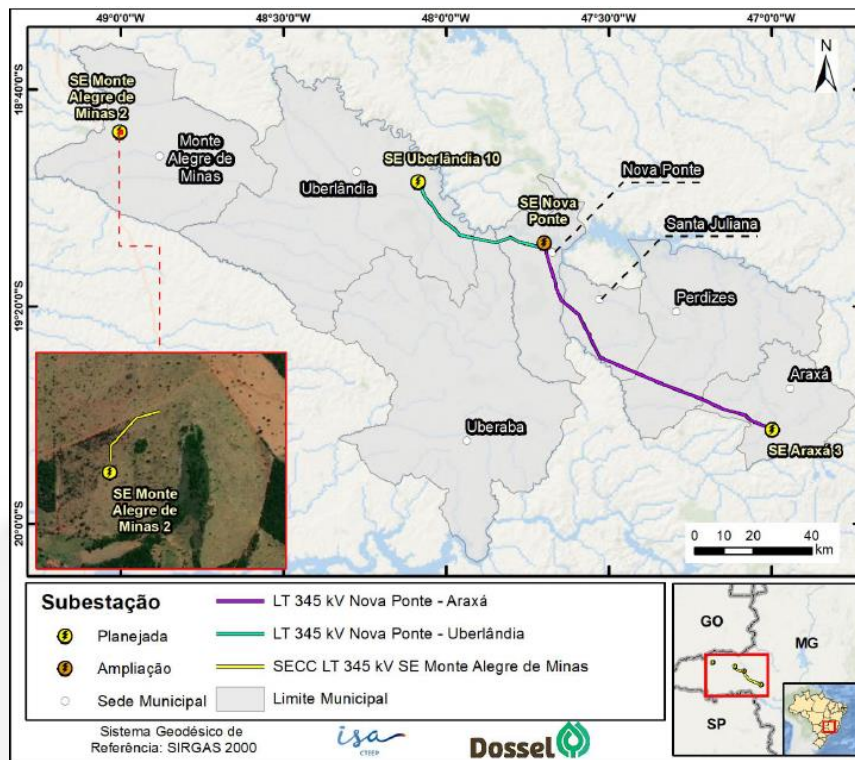 49°0'0"W
48°30'0"W
48°0'0"W
47°30'0"W
47°0'0"W
18°40'0"S
19°20'0"S
20°0'0"S
N
SE Monte
Alegre de
Minas 2
Monte
Alegre de
Minas
Uberlândia
SE Uberlândia 10
SE Nova
Ponte
Nova Ponte
Santa Juliana
Perdizes
Araxá
SE Araxá 3
Uberaba
SE Monte
Alegre de
Minas 2
0 10 20 40
km
Subestação
Planejada
Ampliação
Sede Municipal
LT 345 kV Nova Ponte - Araxá
LT 345 kV Nova Ponte - Uberlândia
SECC LT 345 kV SE Monte Alegre de Minas
Limite Municipal
Sistema Geodésico de
Referência: SIRGAS 2000
isa
CTEEP
Dossel
GO
MG
SP